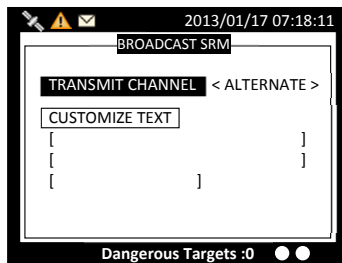 2013/01/17 07:18:11
BROADCAST SRM
TRANSMIT CHANNEL < ALTERNATE >
CUSTOMIZE TEXT
[ ]
[ ]
[ ]
Dangerous Targets :0